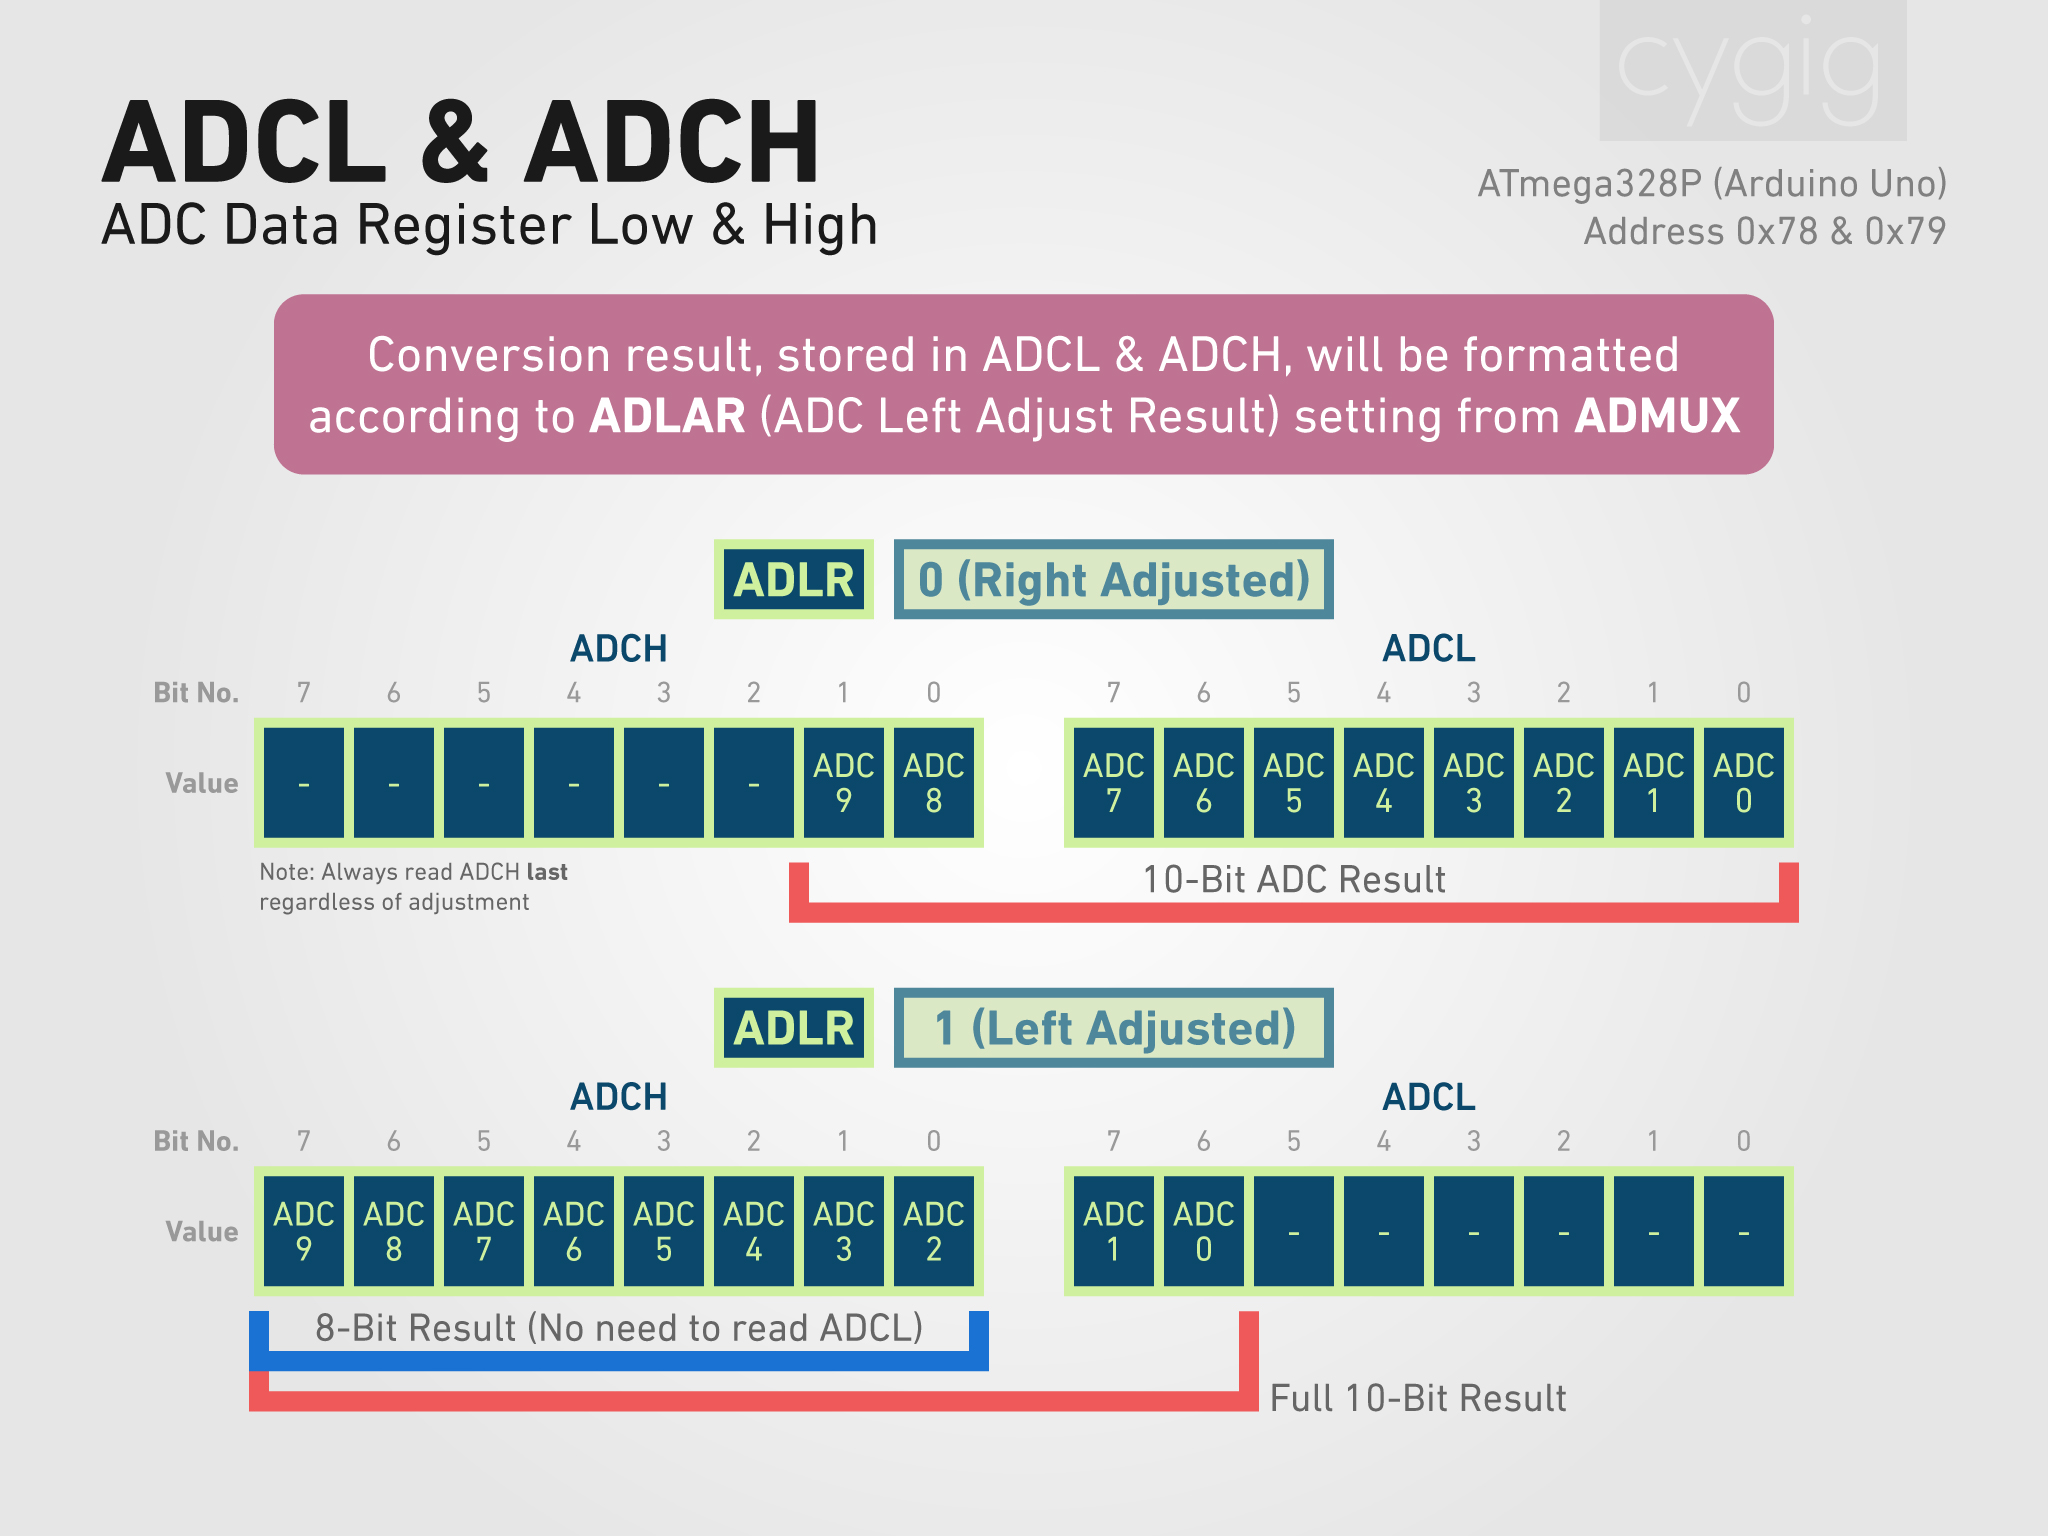 cygig
ADCL & ADCH
ADC Data Register Low & High
ATmega328P (Arduino Uno)
Address 0x78 & 0x79
Conversion result, stored in ADCL & ADCH, will be formatted
according to ADLAR (ADC Left Adjust Result) setting from ADMUX
ADLR 0 (Right Adjusted)
ADCH ADCL
Bit No. 7 6 5 4 3 2 1 0 7 6 5 4 3 2 1 0
Value - - - - - - ADC 9 ADC 8 ADC 7 ADC 6 ADC 5 ADC 4 ADC 3 ADC 2 ADC 1 ADC 0
Note: Always read ADCH last
regardless of adjustment
10-Bit ADC Result
ADLR 1 (Left Adjusted)
ADCH ADCL
Bit No. 7 6 5 4 3 2 1 0 7 6 5 4 3 2 1 0
Value ADC 9 ADC 8 ADC 7 ADC 6 ADC 5 ADC 4 ADC 3 ADC 2 ADC 1 ADC 0 - - - - - -
8-Bit Result (No need to read ADCL)
Full 10-Bit Result